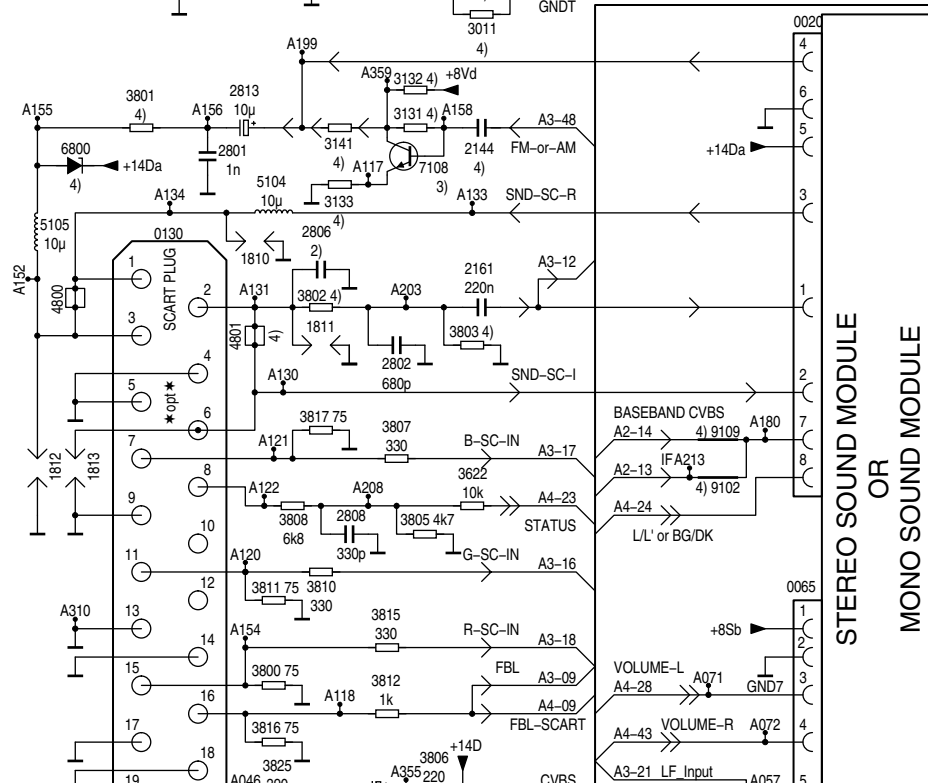 GNDT
3011
4)
0020
A199
4
A359
3132 4)
+8Vd
6
5
+14Da
A155
3801
4)
A156
2813
10µ
+
3131 4)
A158
A3–48
FM–or–AM
3141
4)
2144
4)
6800
4)
+14Da
2801
1n
A117
7108
3)
3133
4)
5104
10µ
A134
A133
SND–SC–R
3
5105
10µ
0130
1810
2806
2)
A3–12
A152
4800
1
SCART PLUG
2
A131
3802 4)
A203
2161
220n
1
3
4801
4)
1811
2802
680p
3803 4)
4
5
★opt★
A130
SND–SC–I
2
6
BASEBAND CVBS
A2–14
4) 9109
A180
7
7
A121
3817 75
3807
330
B–SC–IN
A3–17
1812
1813
8
A2–13
IFA213
4) 9102
8
A122
3808
6k8
2808
330p
A208
3805 4k7
3622
10k
A4–23
STATUS
A4–24
L/L' or BG/DK
9
10
11
A120
3810
330
G–SC–IN
A3–16
3811 75
12
0065
A310
13
1
+8Sb
A154
3815
330
R–SC–IN
A3–18
14
2
15
3800 75
FBL
A3–09
VOLUME–L
A4–28
A071
GND7
3
16
A118
3812
1k
A4–09
FBL–SCART
17
3816 75
VOLUME–R
A4–43
A072
4
18
3825
3806
220
+14D
A355
A046
CVBS
A3–21
LF_Input
A057
5
19
STEREO SOUND MODULE
OR
MONO SOUND MODULE